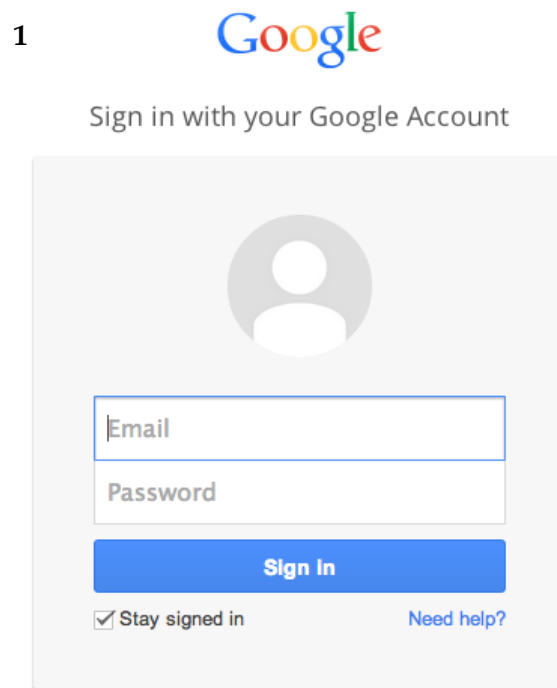 1
Google
Sign in with your Google Account
Email
Password
Sign in
Stay signed in
Need help?